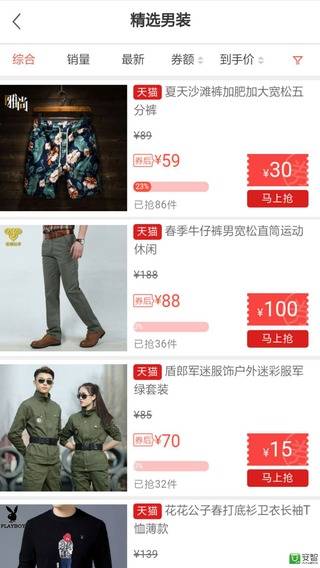 精选男装
综合 销量 最新 券额 到手价
雅尚
天猫 夏天沙滩裤加肥加大宽松五
分裤
¥89
券后 ¥59
¥30
23%
马上抢
已抢86件
天猫 春季牛仔裤男宽松直筒运动
休闲
¥188
券后 ¥88
¥100
马上抢
已抢36件
天猫 盾郎军迷服饰户外迷彩服军
绿套装
¥85
券后 ¥70
¥15
马上抢
已抢32件
PLAYBOY
天猫 花花公子春打底衫卫衣长袖T
恤薄款
¥139
安智